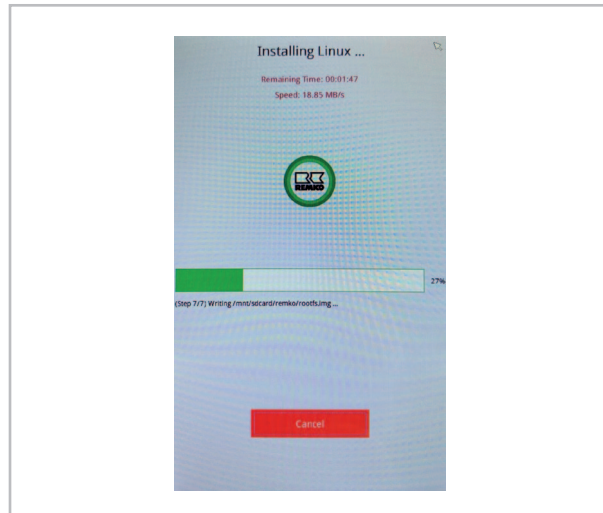 Installing Linux ...
Remaining Time: 00:01:47
Speed: 18.85 MB/s
REMKO
27%
(Step 7/7) Writing /mnt/sdcard/remko/rootfs.img ...
Cancel